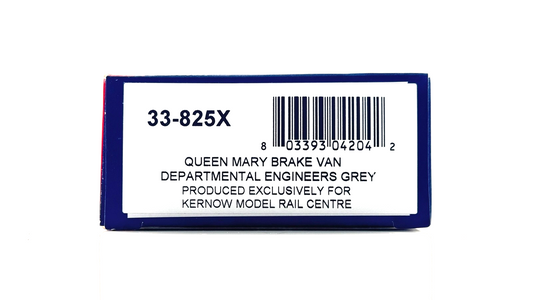 33-825X
8 03393 04204 2
QUEEN MARY BRAKE VAN
DEPARTMENTAL ENGINEERS GREY
PRODUCED EXCLUSIVELY FOR
KERNOW MODEL RAIL CENTRE